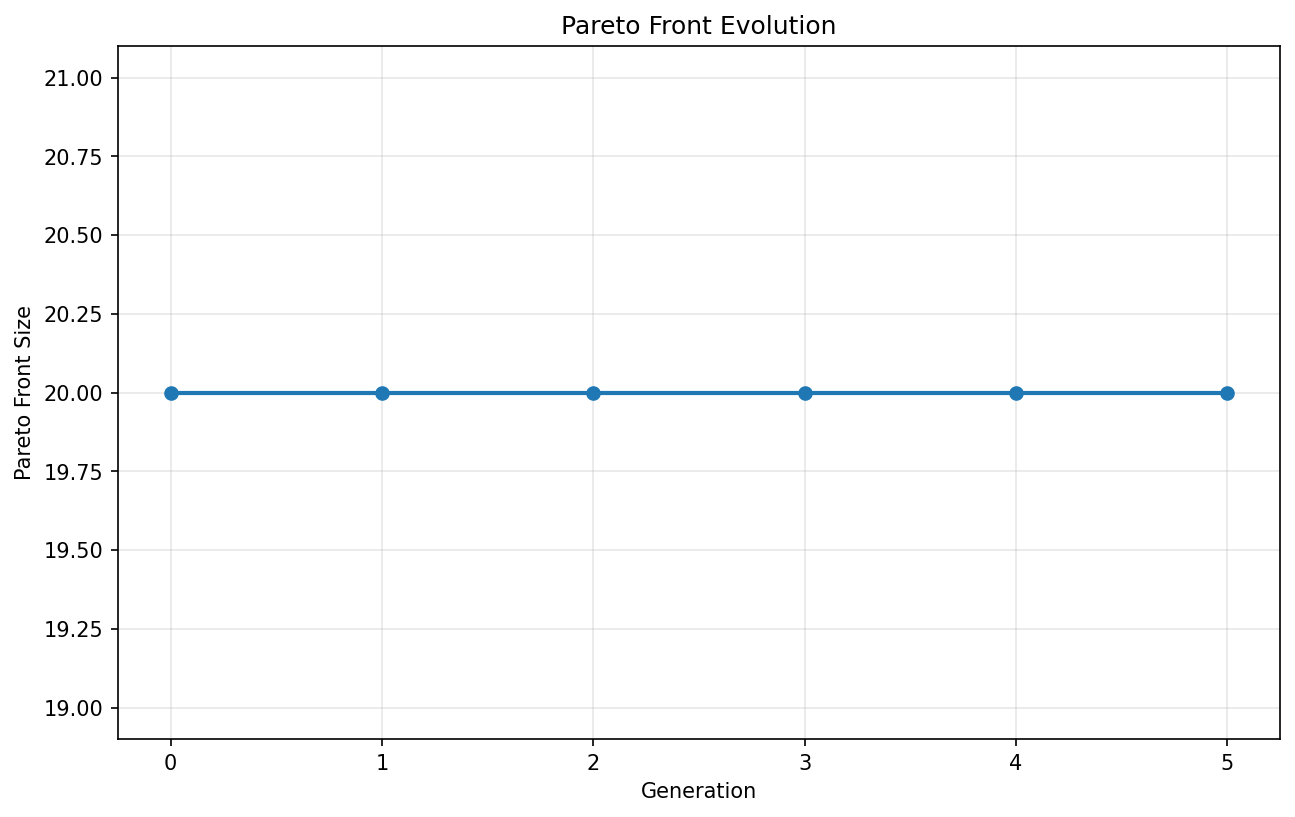 Pareto Front Evolution
21.00
20.75
20.50
20.25
20.00
19.75
19.50
19.25
19.00
Pareto Front Size
0 1 2 3 4 5
Generation